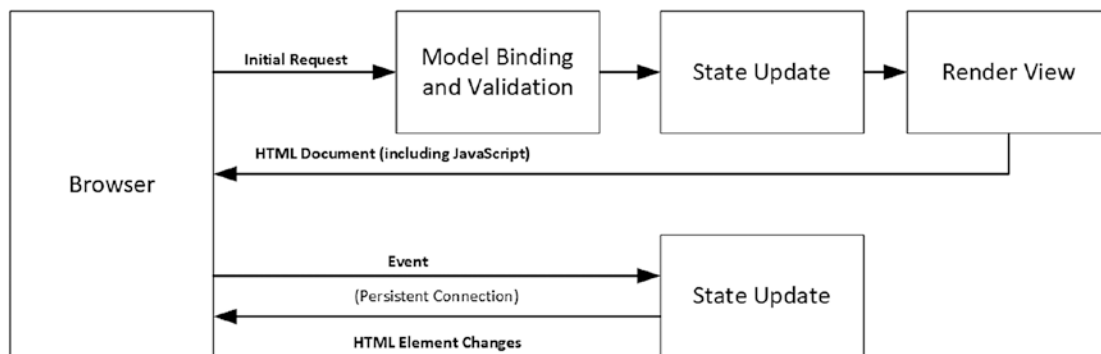 Initial Request
Model Binding
and Validation
State Update
Render View
HTML Document (including JavaScript)
Browser
Event
(Persistent Connection)
State Update
HTML Element Changes